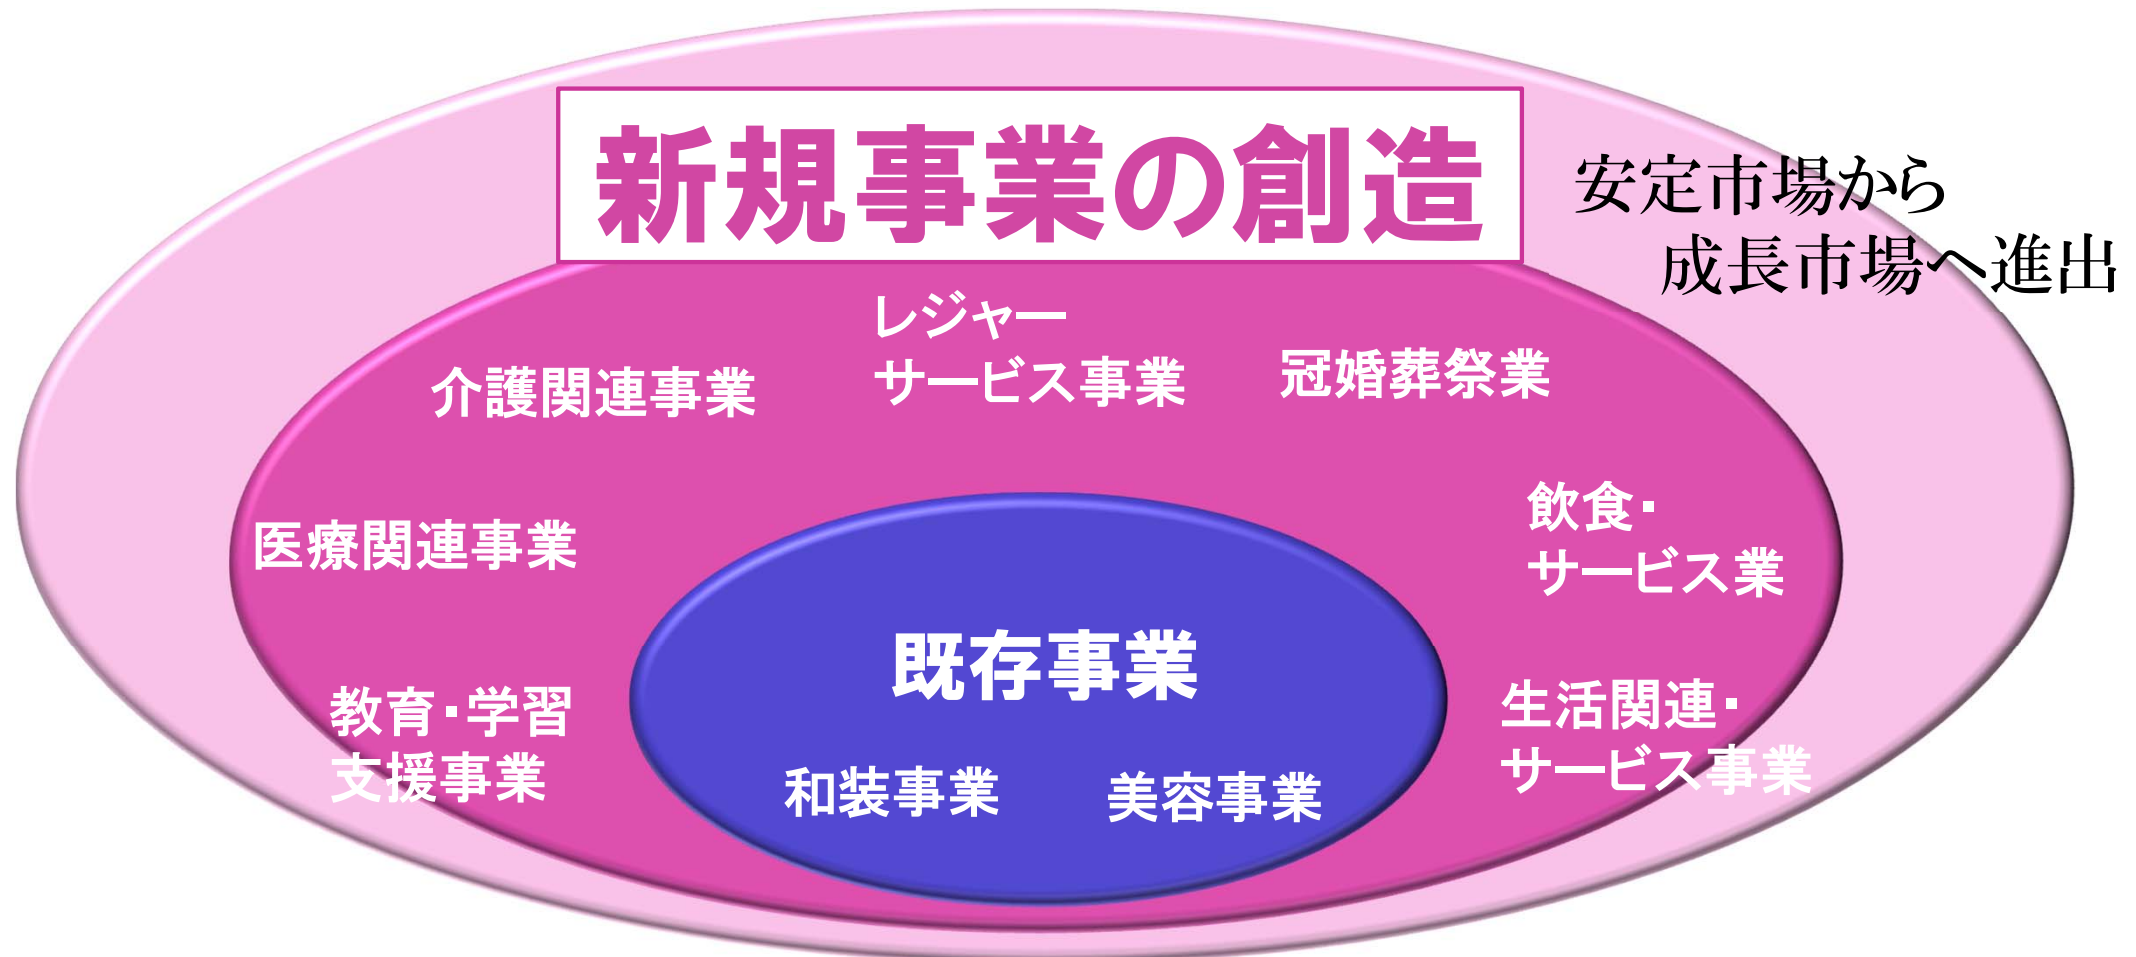 新規事業の創造
安定市場から
成長市場へ進出
レジャー
サービス事業
介護関連事業
冠婚葬祭業
医療関連事業
飲食・
サービス業
教育・学習
支援事業
生活関連・
サービス事業
既存事業
和装事業
美容事業